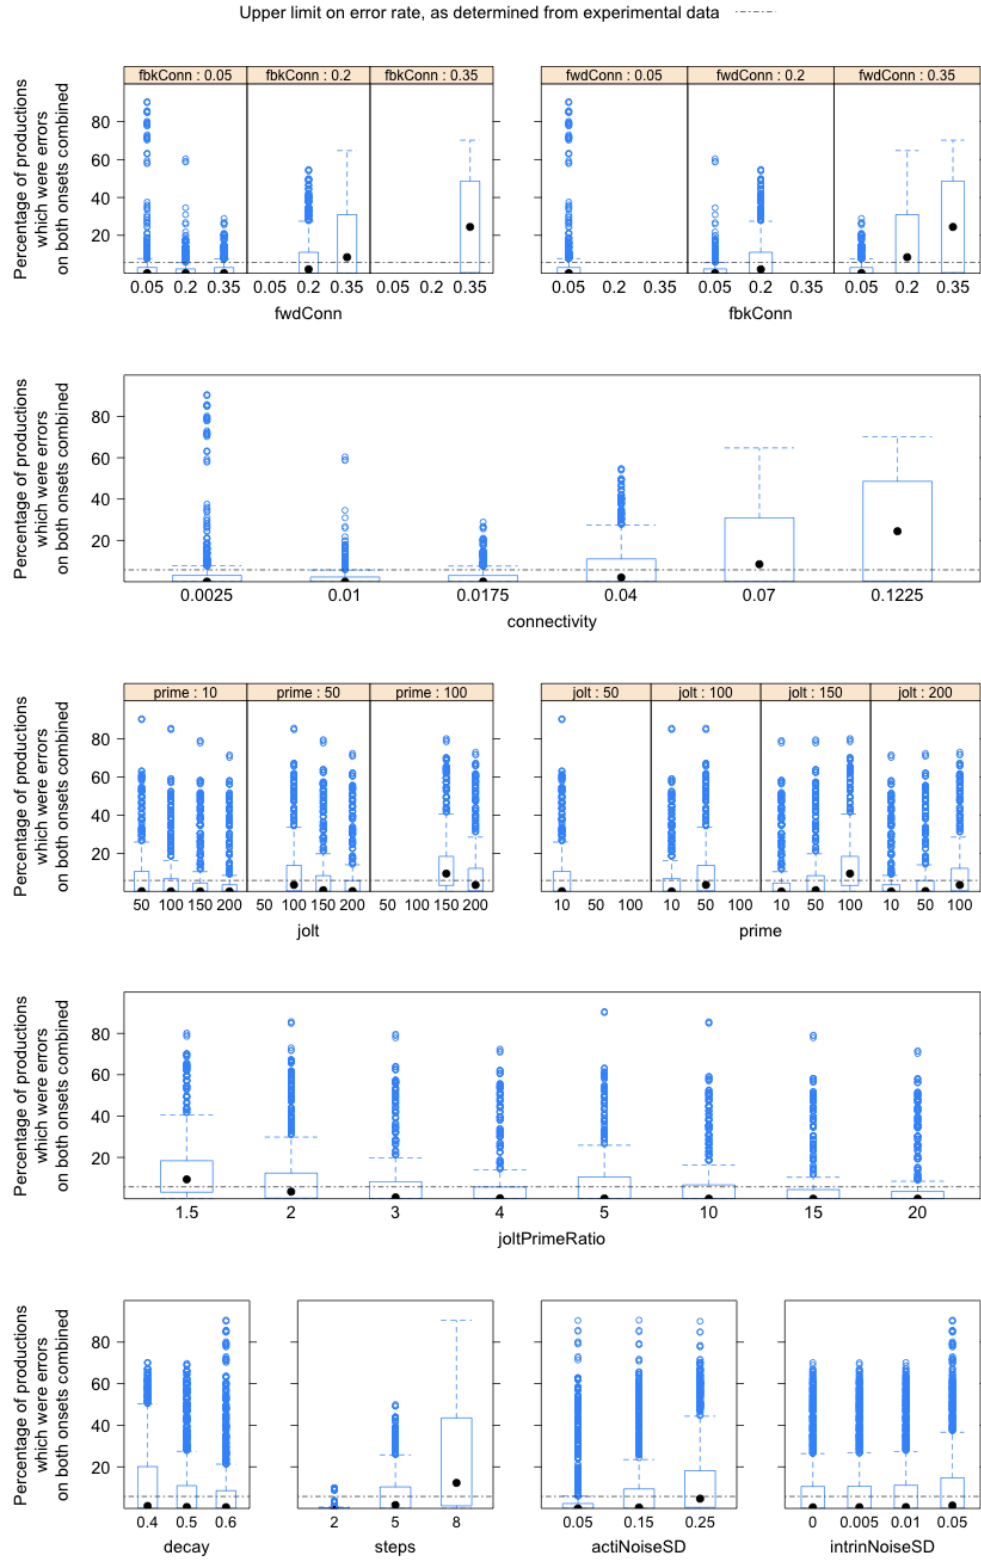 Upper limit on error rate, as determined from experimental data
Percentage of productions
which were errors
on both onsets combined
fbkConn : 0.05 fbkConn : 0.2 fbkConn : 0.35
80
60
40
20
0.05 0.2 0.35 0.05 0.2 0.35 0.05 0.2 0.35
fwdConn
fwdConn : 0.05 fwdConn : 0.2 fwdConn : 0.35
0.05 0.2 0.35 0.05 0.2 0.35 0.05 0.2 0.35
fbkConn
Percentage of productions
which were errors
on both onsets combined
80
60
40
20
0.0025 0.01 0.0175 0.04 0.07 0.1225
connectivity
Percentage of productions
which were errors
on both onsets combined
prime : 10 prime : 50 prime : 100
80
60
40
20
50 100 150 200 50 100 150 200 50 100 150 200
jolt
jolt : 50 jolt : 100 jolt : 150 jolt : 200
10 50 100 10 50 100 10 50 100 10 50 100
prime
Percentage of productions
which were errors
on both onsets combined
80
60
40
20
1.5 2 3 4 5 10 15 20
joltPrimeRatio
Percentage of productions
which were errors
on both onsets combined
80
60
40
20
0.4 0.5 0.6
decay
2 5 8
steps
0.05 0.15 0.25
actiNoiseSD
0 0.005 0.01 0.05
intrinNoiseSD